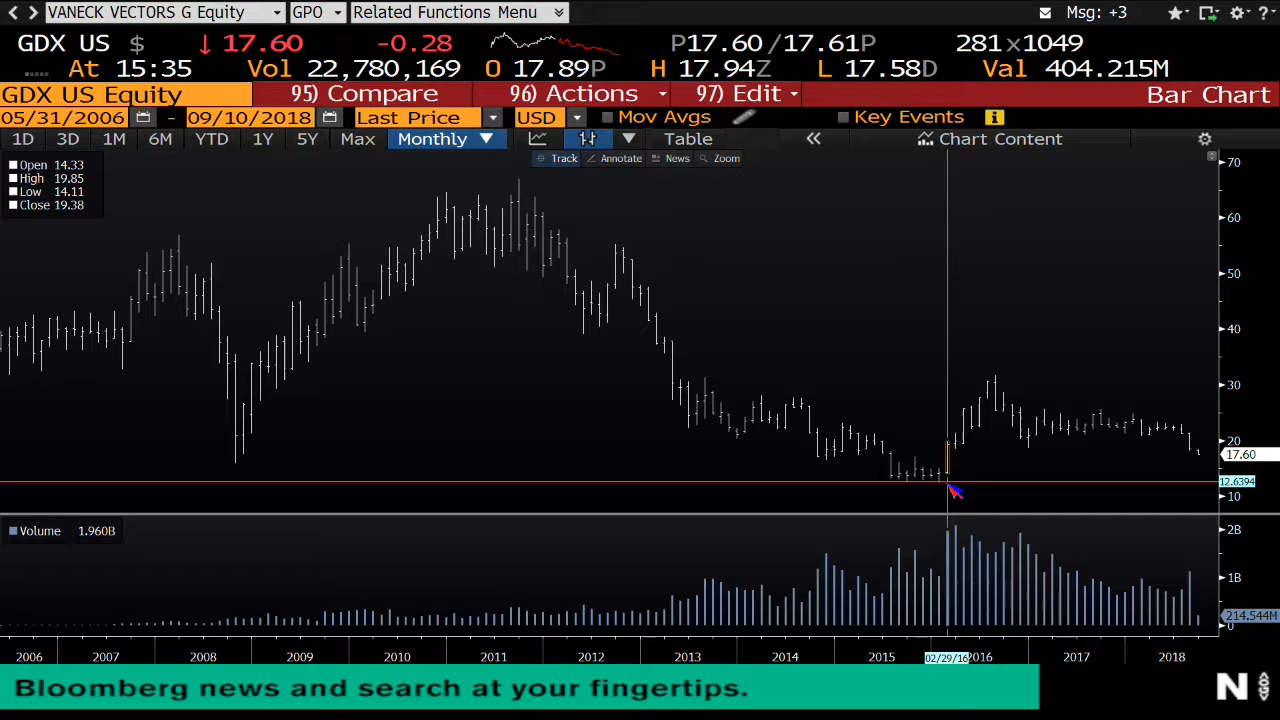 VANECK VECTORS G Equity GPO Related Functions Menu Msg: +3 ?
GDX US $ ↓ 17.60 -0.28 P17.60 /17.61P 281x1049
At 15:35 Vol 22,780,169 O 17.89P H 17.94Z L 17.58D Val 404.215M
GDX US Equity 95) Compare 96) Actions 97) Edit Bar Chart
05/31/2006 - 09/10/2018 Last Price USD Mov Avgs Key Events i
1D 3D 1M 6M YTD 1Y 5Y Max Monthly ▼ Table « Chart Content
Track Annotate News Zoom
Open 14.33
High 19.85
Low 14.11
Close 19.38
70
60
50
40
30
20
17.60
12.6394
10
Volume 1.960B
2B
1B
214.544M
0
2006 2007 2008 2009 2010 2011 2012 2013 2014 2015 02/29/16 2016 2017 2018
Bloomberg news and search at your fingertips.
N